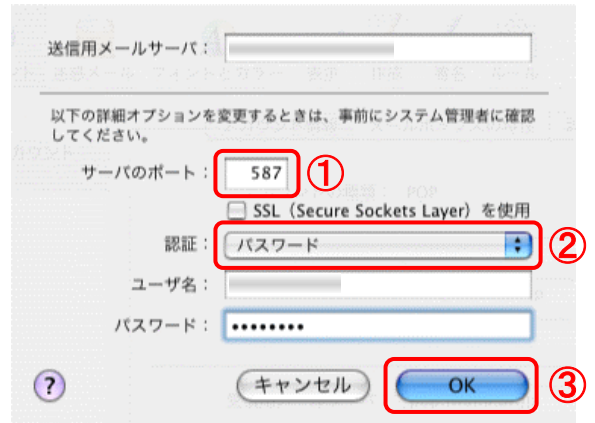 送信用メールサーバ：
以下の詳細オプションを変更するときは、事前にシステム管理者に確認
してください。
サーバのポート： 587 ①
SSL（Secure Sockets Layer）を使用
認証： パスワード ②
ユーザ名：
パスワード： ••••••••
? キャンセル OK ③